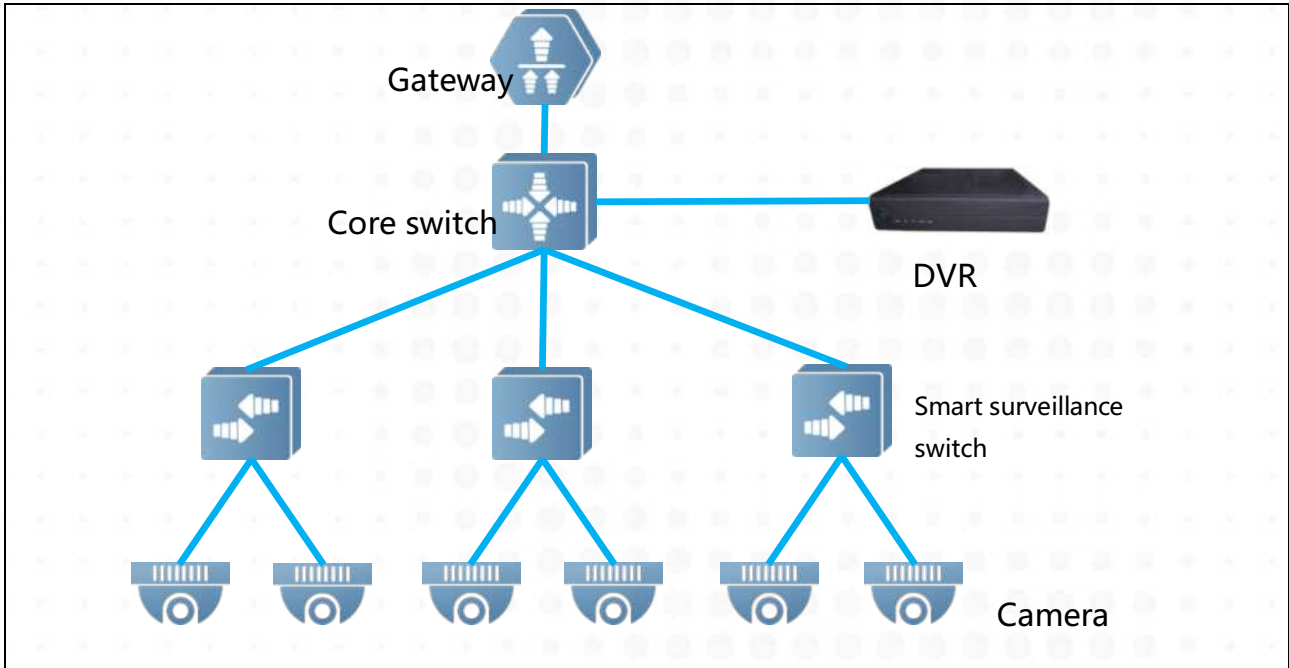 Gateway
Core switch
DVR
Smart surveillance
switch
Camera